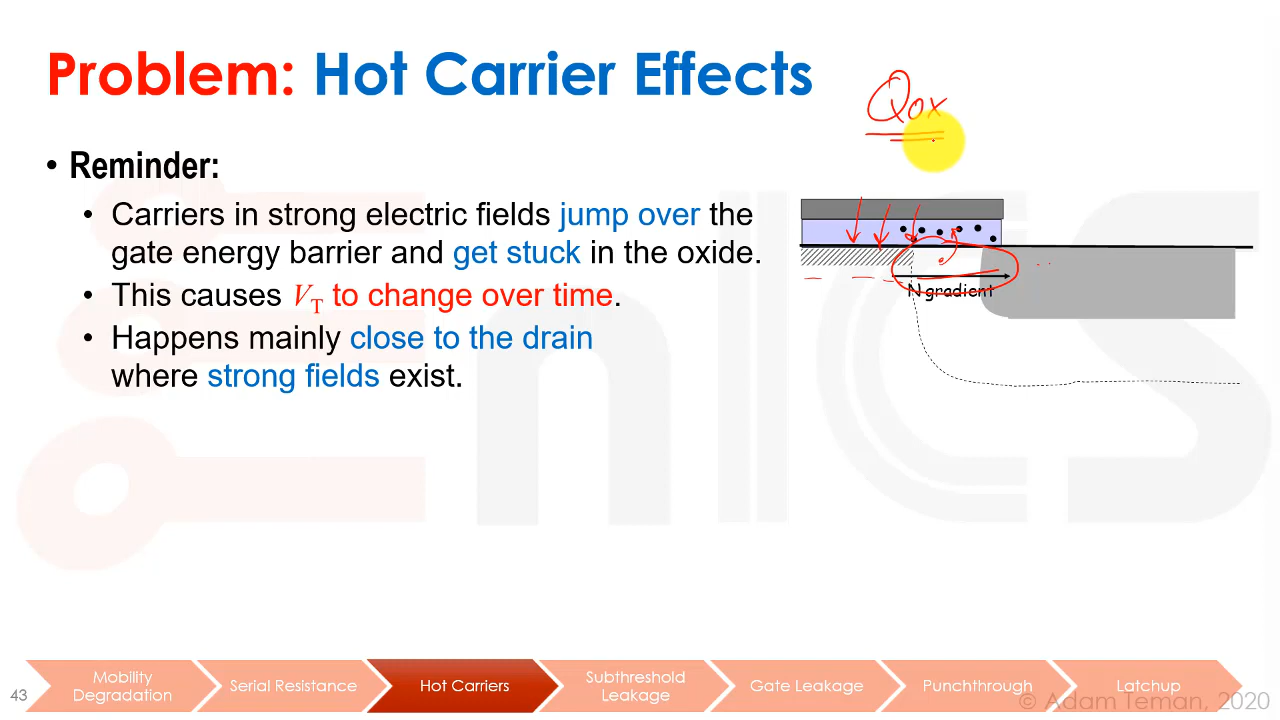 Problem: Hot Carrier Effects
Qox
• Reminder:
• Carriers in strong electric fields jump over the
gate energy barrier and get stuck in the oxide.
• This causes VT to change over time.
• Happens mainly close to the drain
where strong fields exist.
N gradient
43
Mobility
Degradation
Serial Resistance
Hot Carriers
Subthreshold
Leakage
Gate Leakage
Punchthrough
Latchup
© Adam Teman, 2020
enics